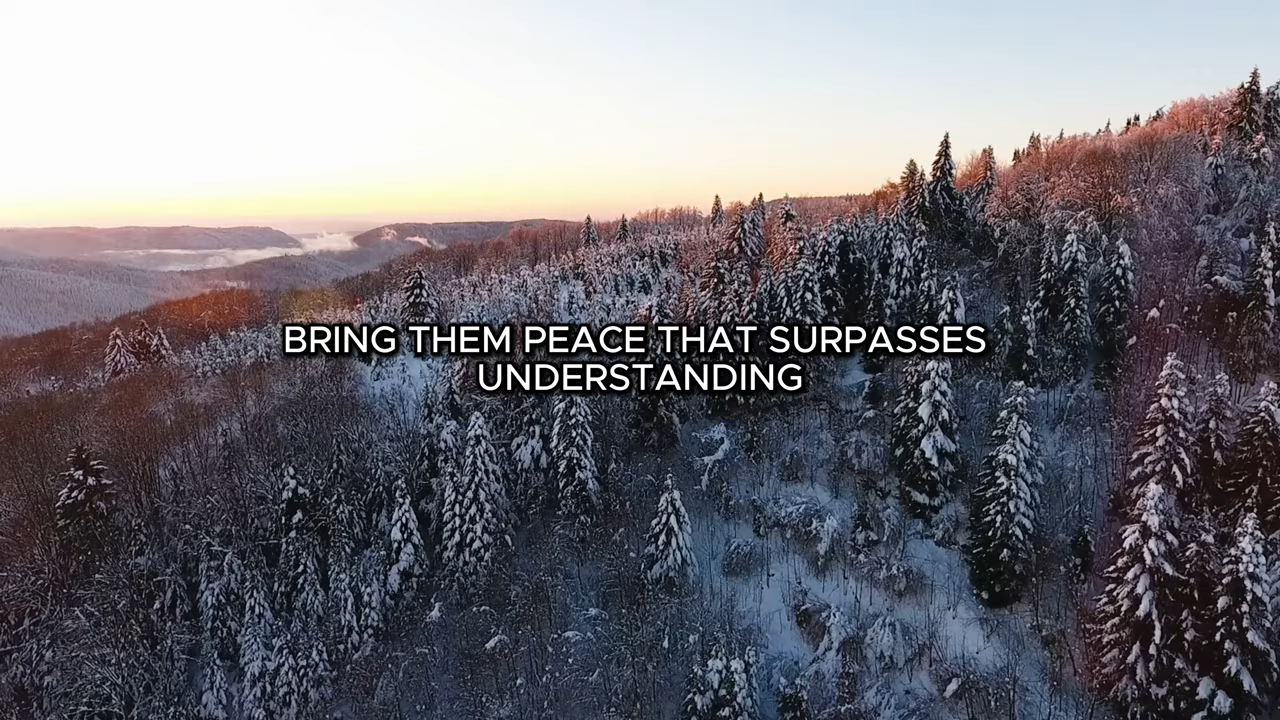 BRING THEM PEACE THAT SURPASSES
UNDERSTANDING